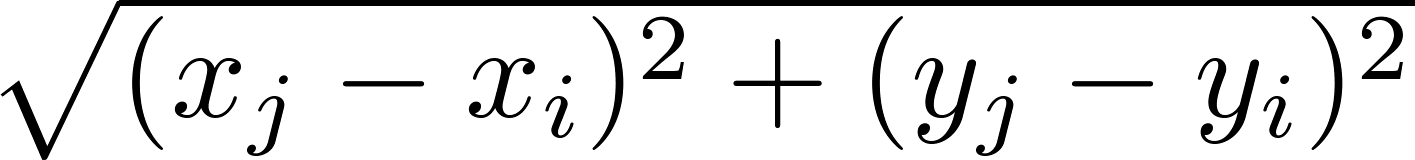 √((x_j − x_i)² + (y_j − y_i)²)